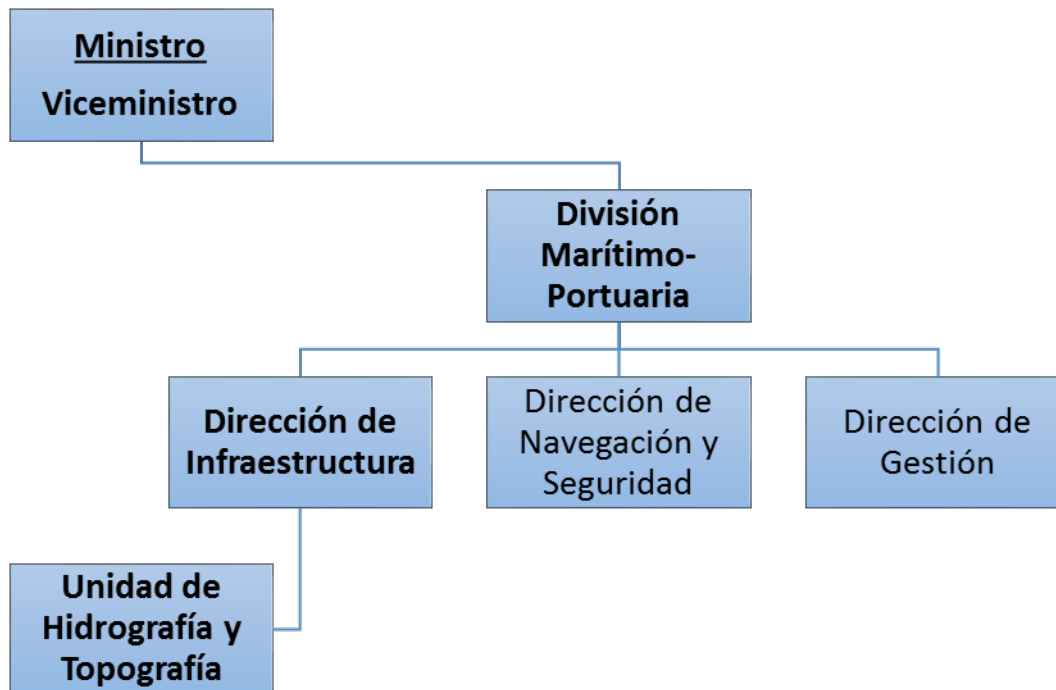 Ministro
Viceministro
División
Marítimo-
Portuaria
Dirección de
Infraestructura
Dirección de
Navegación y
Seguridad
Dirección de
Gestión
Unidad de
Hidrografía y
Topografía